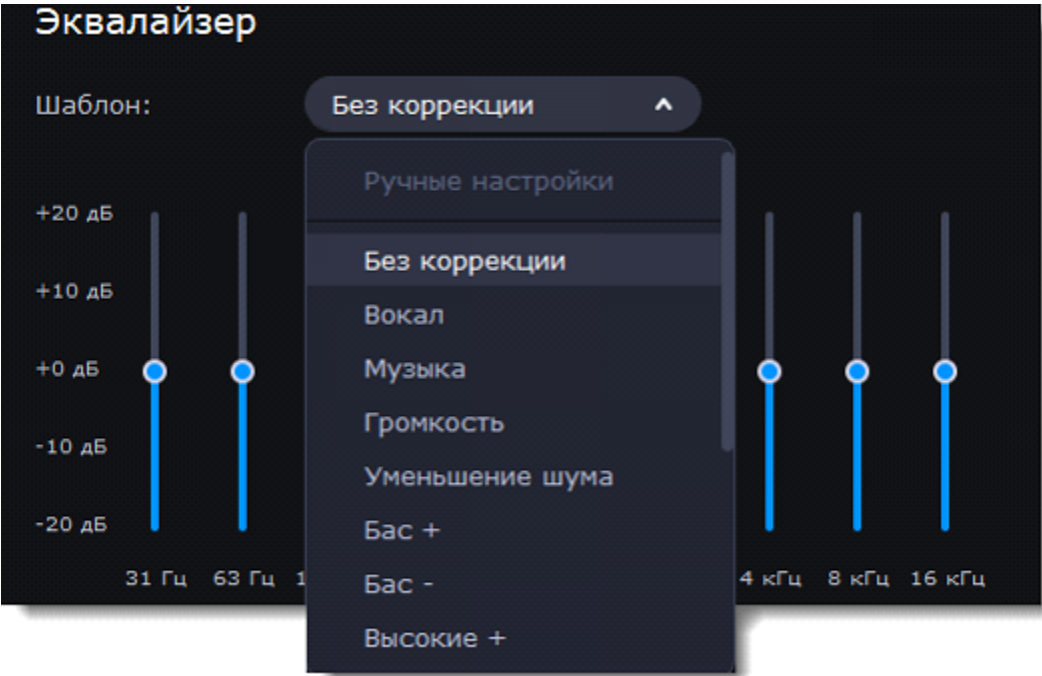 Эквалайзер
Шаблон:
Без коррекции
Ручные настройки
+20 дБ
Без коррекции
+10 дБ
Вокал
+0 дБ
Музыка
Громкость
-10 дБ
Уменьшение шума
-20 дБ
Бас +
31 Гц 63 Гц 1 4 кГц 8 кГц 16 кГц
Бас -
Высокие +